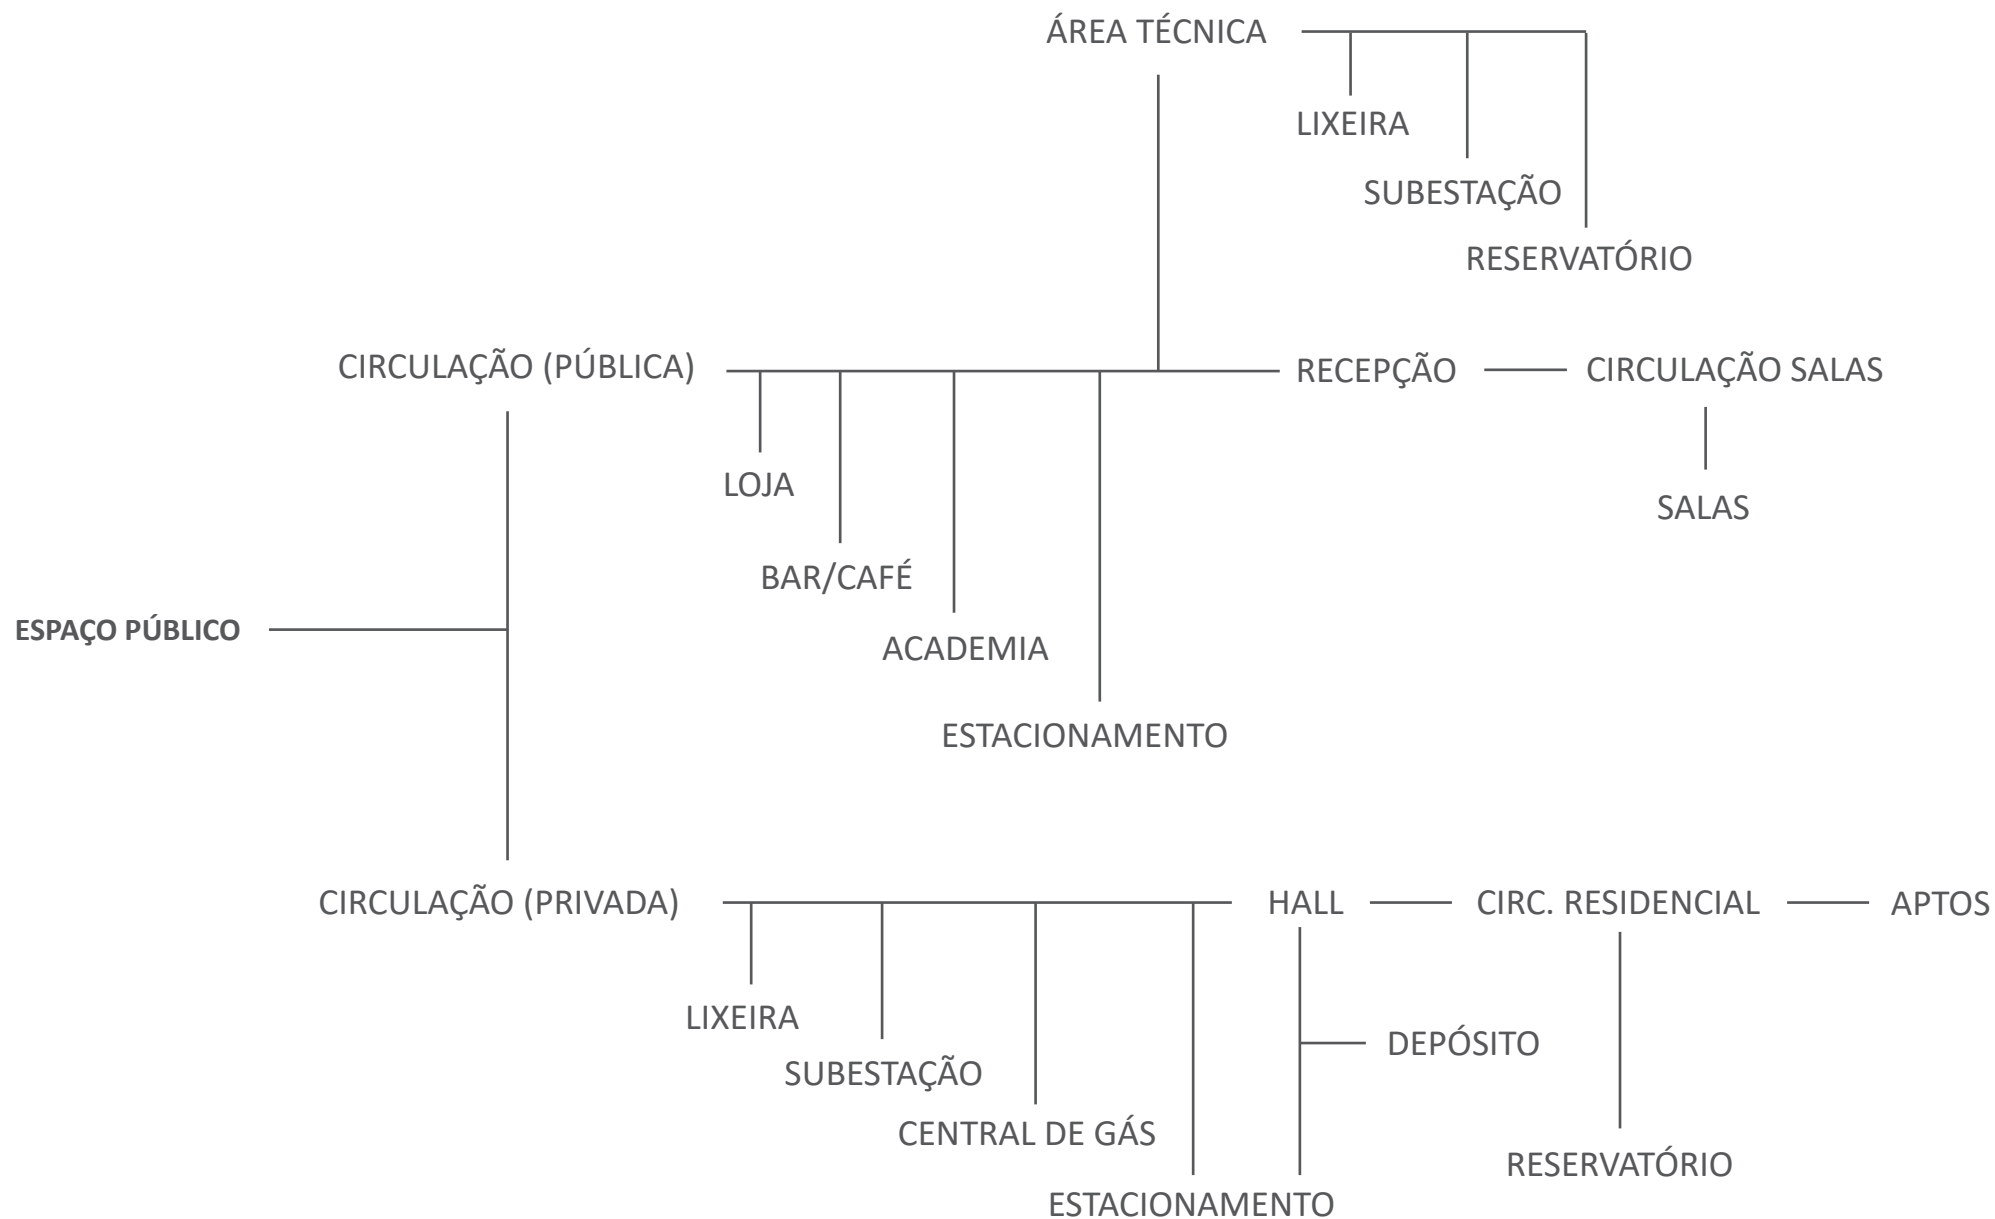 ÁREA TÉCNICA
LIXEIRA
SUBESTAÇÃO
RESERVATÓRIO
CIRCULAÇÃO (PÚBLICA)
RECEPÇÃO
CIRCULAÇÃO SALAS
LOJA
SALAS
BAR/CAFÉ
ESPAÇO PÚBLICO
ACADEMIA
ESTACIONAMENTO
CIRCULAÇÃO (PRIVADA)
HALL
CIRC. RESIDENCIAL
APTOS
LIXEIRA
DEPÓSITO
SUBESTAÇÃO
CENTRAL DE GÁS
RESERVATÓRIO
ESTACIONAMENTO